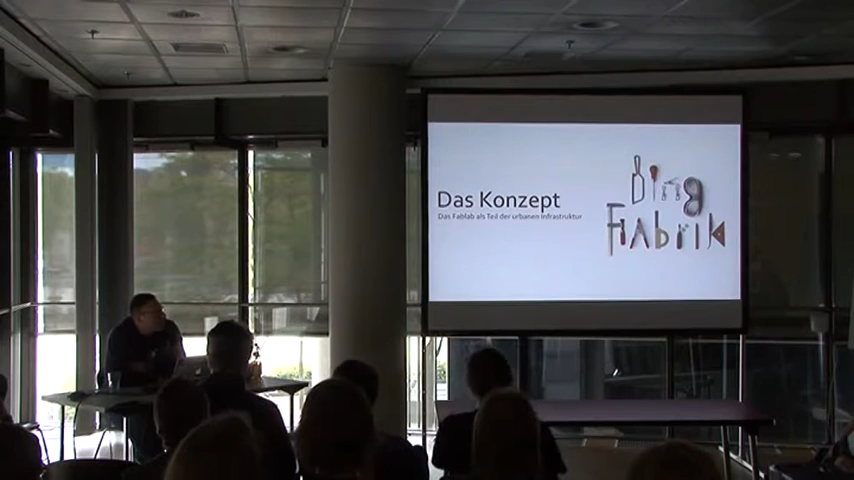 Das Konzept
Das Fablab als Teil der urbanen Infrastruktur
Ding
Fabrik